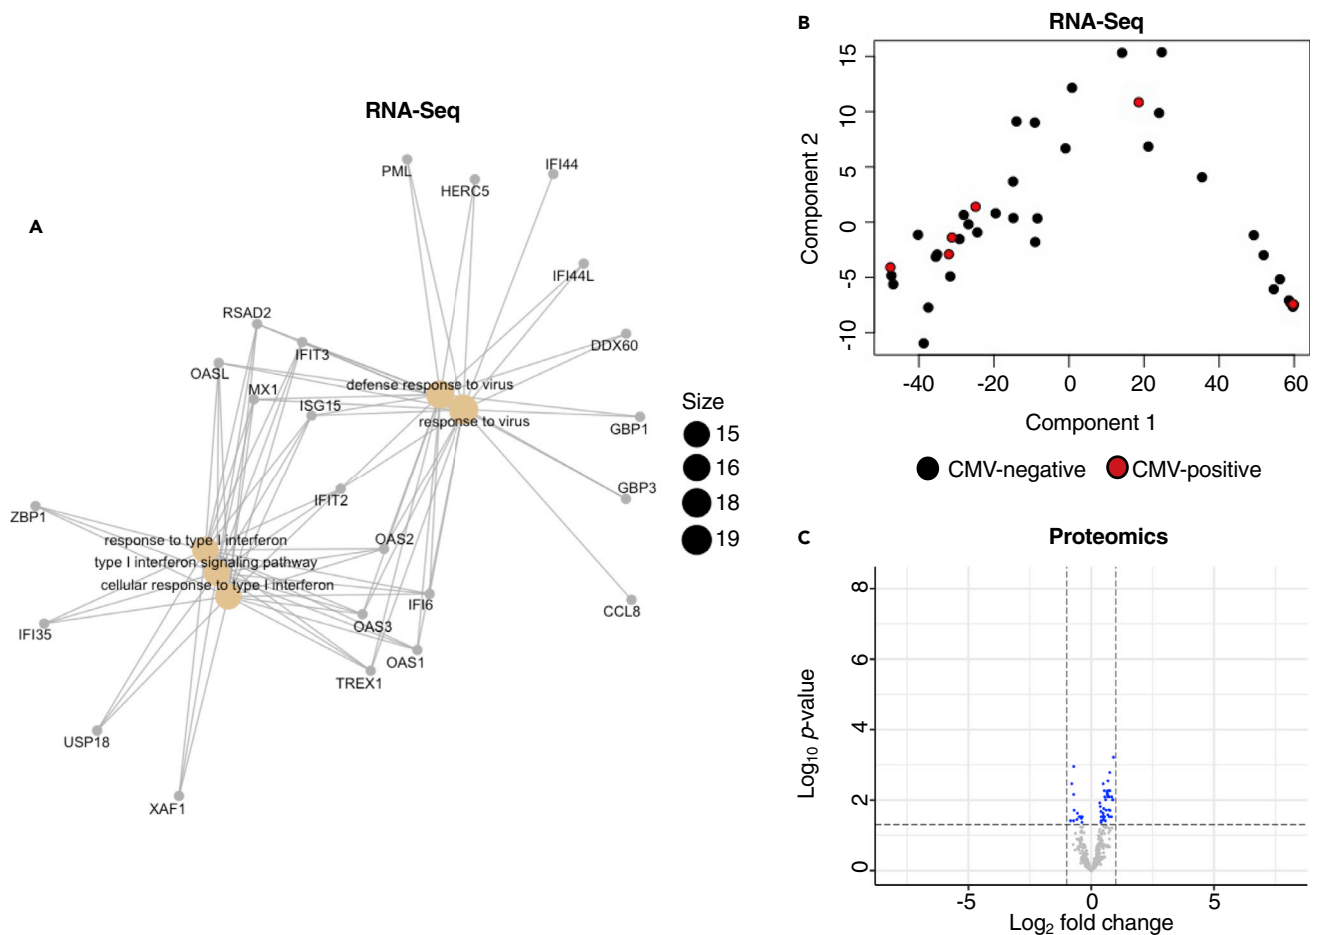 A
RNA-Seq
PML
HERC5
IFI44
IFI44L
RSAD2
IFIT3
DDX60
OASL
MX1
ISG15
defense response to virus
response to virus
GBP1
GBP3
IFIT2
ZBP1
OAS2
response to type I interferon
type I interferon signaling pathway
cellular response to type I interferon
IFI6
CCL8
OAS3
IFI35
OAS1
TREX1
USP18
XAF1
Size
15
16
18
19
B
RNA-Seq
Component 2
15
10
5
0
-5
-10
-40 -20 0 20 40 60
Component 1
CMV-negative CMV-positive
C
Proteomics
Log10 p-value
8
6
4
2
0
-5 0 5
Log2 fold change